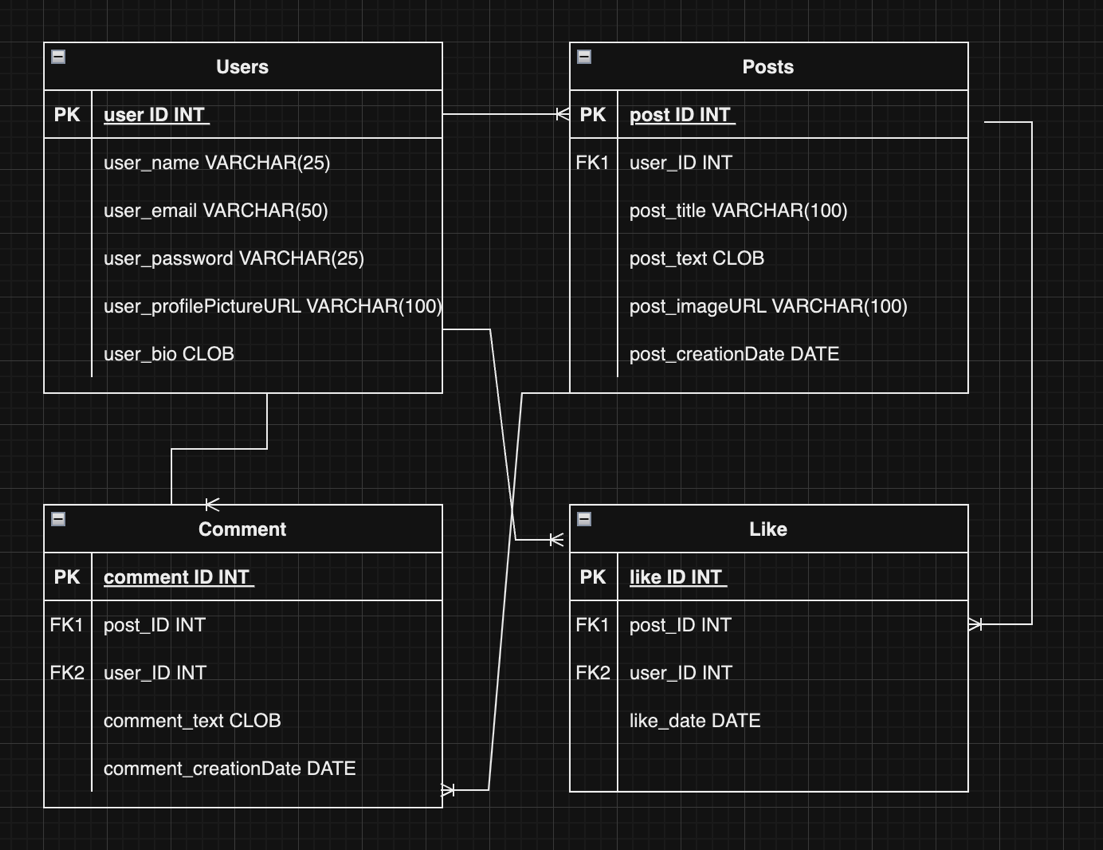 Users
PK user ID INT
user_name VARCHAR(25)
user_email VARCHAR(50)
user_password VARCHAR(25)
user_profilePictureURL VARCHAR(100)
user_bio CLOB
Posts
PK post ID INT
FK1 user_ID INT
post_title VARCHAR(100)
post_text CLOB
post_imageURL VARCHAR(100)
post_creationDate DATE
Comment
PK comment ID INT
FK1 post_ID INT
FK2 user_ID INT
comment_text CLOB
comment_creationDate DATE
Like
PK like ID INT
FK1 post_ID INT
FK2 user_ID INT
like_date DATE